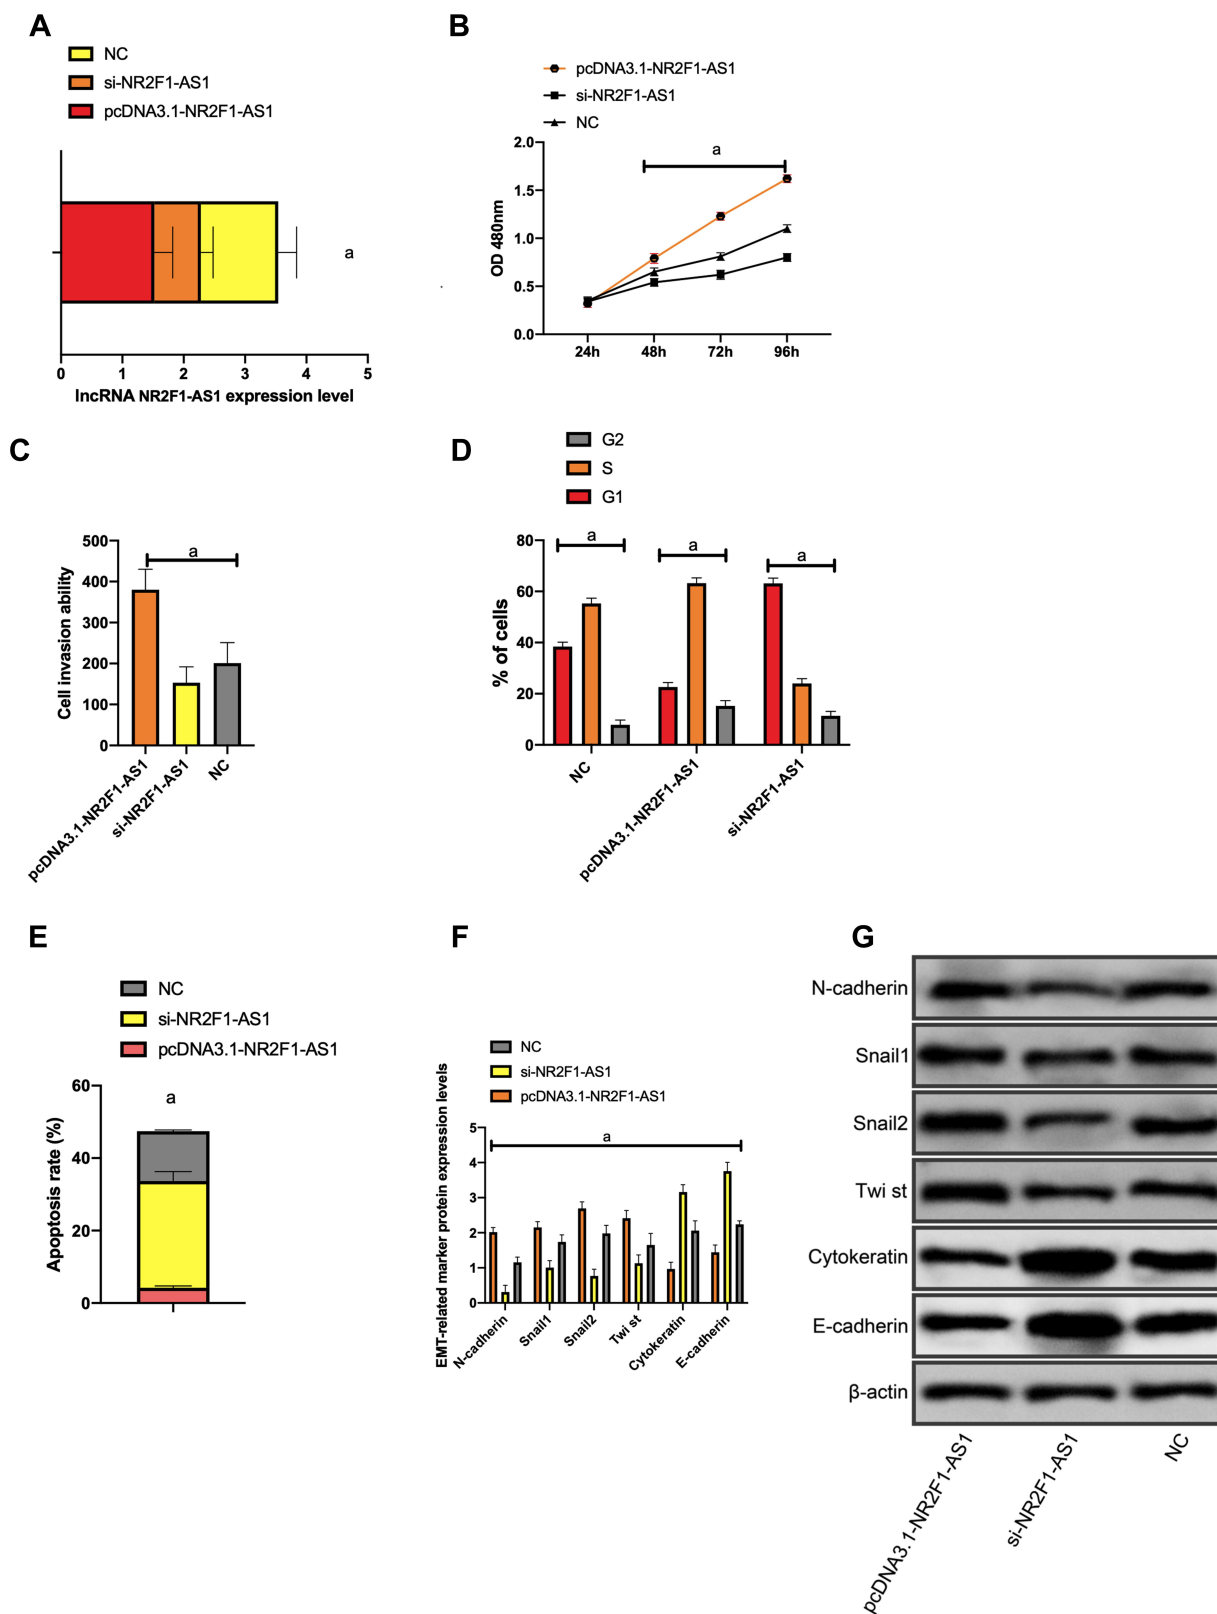 A
NC
si-NR2F1-AS1
pcDNA3.1-NR2F1-AS1
a
0 1 2 3 4 5
lncRNA NR2F1-AS1 expression level
B
pcDNA3.1-NR2F1-AS1
si-NR2F1-AS1
NC
2.0
1.5
1.0
0.5
0.0
OD 480nm
a
24h 48h 72h 96h
C
500
400
300
200
100
0
Cell invasion ability
a
pcDNA3.1-NR2F1-AS1
si-NR2F1-AS1
NC
D
G2
S
G1
80
60
40
20
0
% of cells
a
a
a
NC
pcDNA3.1-NR2F1-AS1
si-NR2F1-AS1
E
NC
si-NR2F1-AS1
pcDNA3.1-NR2F1-AS1
60
40
20
0
Apoptosis rate (%)
a
F
NC
si-NR2F1-AS1
pcDNA3.1-NR2F1-AS1
EMT-related marker protein expression levels
5
4
3
2
1
0
a
N-cadherin
Snail1
Snail2
Twi st
Cytokeratin
E-cadherin
G
N-cadherin
Snail1
Snail2
Twi st
Cytokeratin
E-cadherin
β-actin
pcDNA3.1-NR2F1-AS1
si-NR2F1-AS1
NC